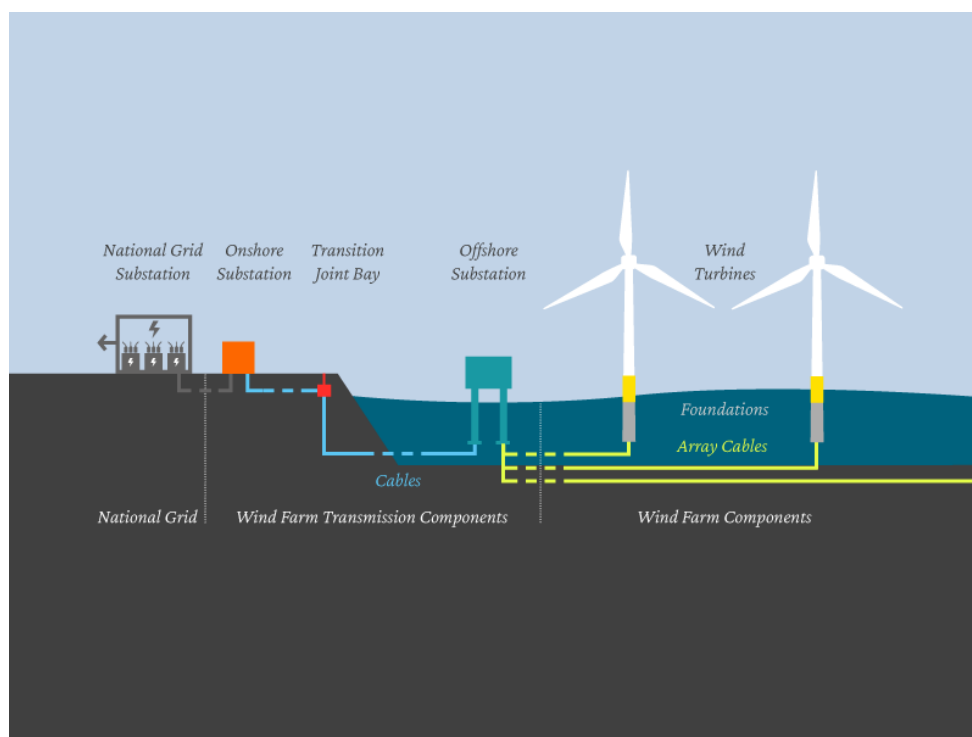 National Grid
Substation
Onshore
Substation
Transition
Joint Bay
Offshore
Substation
Wind
Turbines
Foundations
Array Cables
Cables
National Grid
Wind Farm Transmission Components
Wind Farm Components